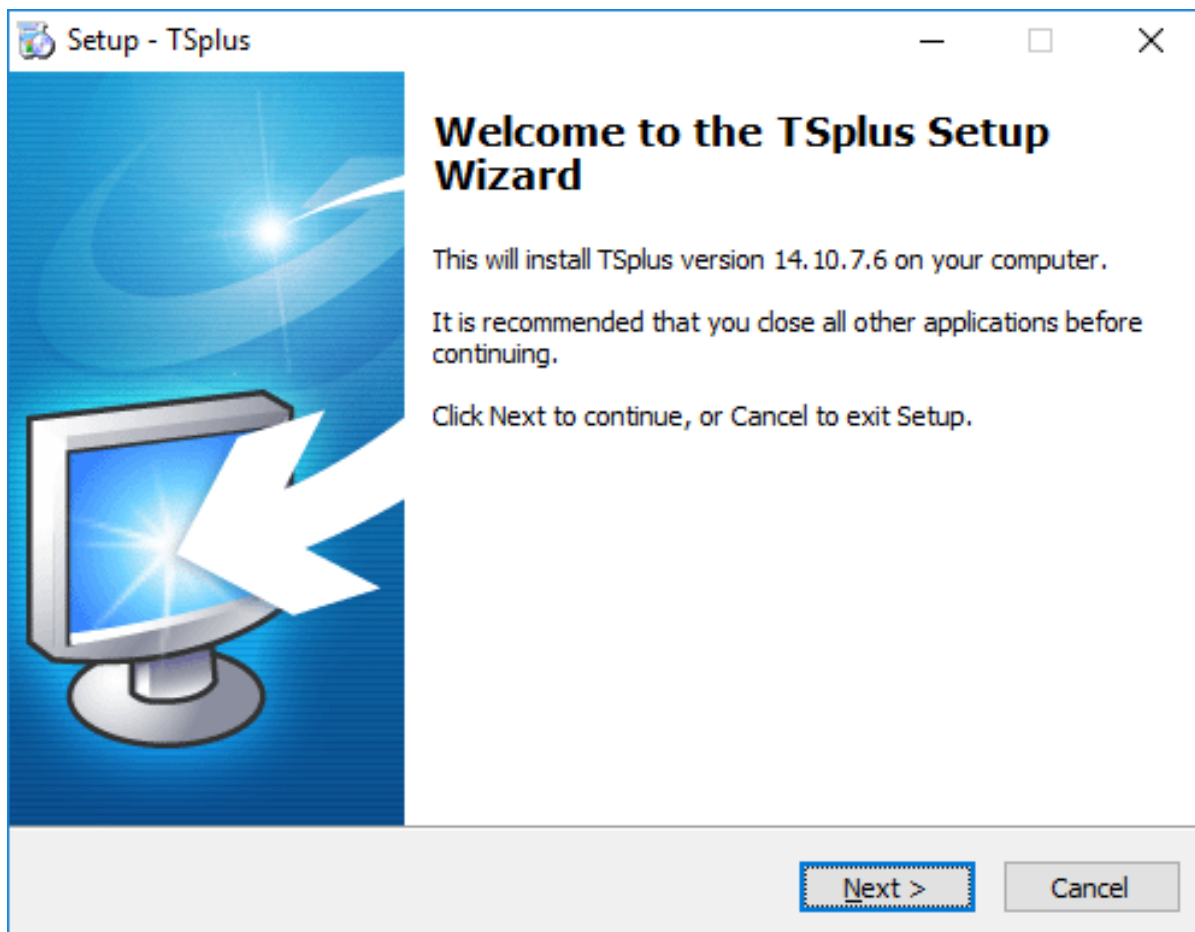 Setup - TSplus
Welcome to the TSplus Setup
Wizard
This will install TSplus version 14.10.7.6 on your computer.
It is recommended that you close all other applications before
continuing.
Click Next to continue, or Cancel to exit Setup.
Next >
Cancel